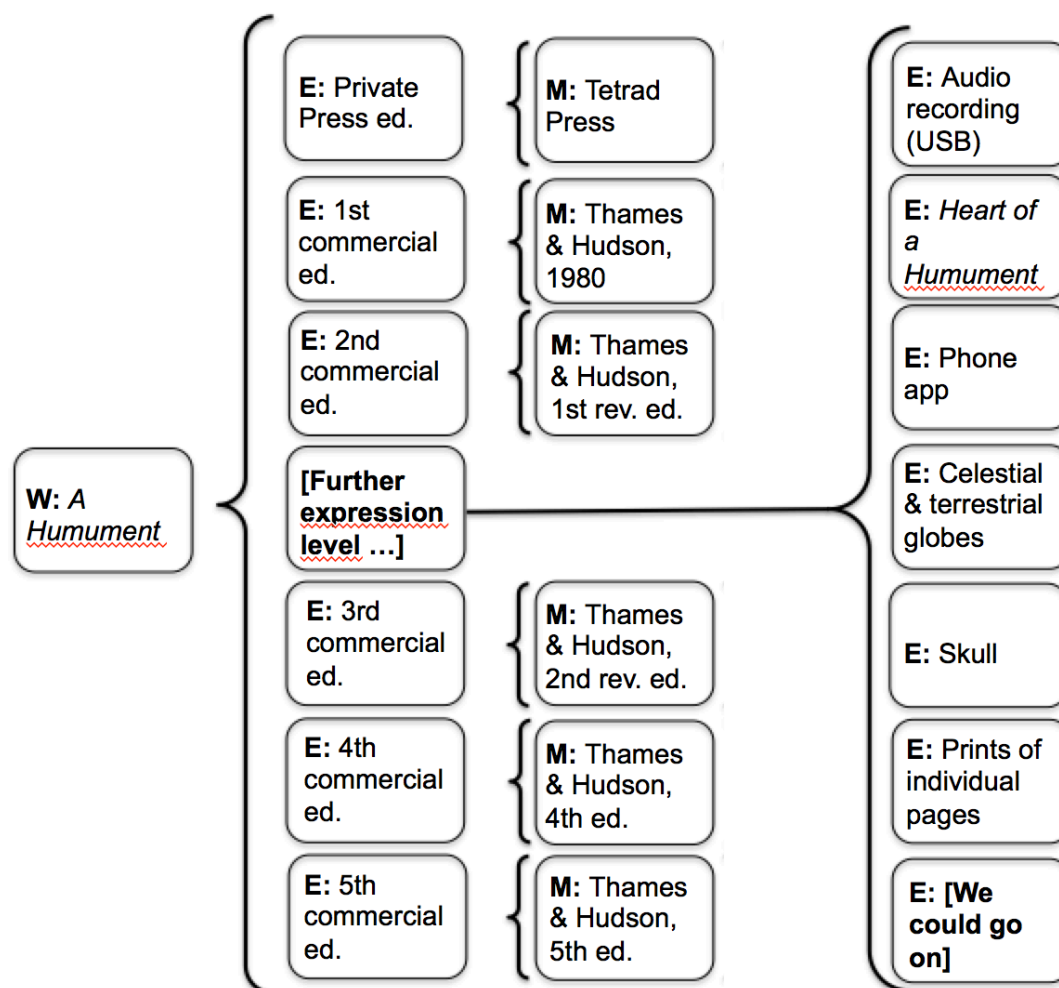 W: A
Humument
E: Private
Press ed.
M: Tetrad
Press
E: 1st
commercial
ed.
M: Thames
& Hudson,
1980
E: 2nd
commercial
ed.
M: Thames
& Hudson,
1st rev. ed.
[Further
expression
level ...]
E: 3rd
commercial
ed.
M: Thames
& Hudson,
2nd rev. ed.
E: 4th
commercial
ed.
M: Thames
& Hudson,
4th ed.
E: 5th
commercial
ed.
M: Thames
& Hudson,
5th ed.
E: Audio
recording
(USB)
E: Heart of
a
Humument
E: Phone
app
E: Celestial
& terrestrial
globes
E: Skull
E: Prints of
individual
pages
E: [We
could go
on]